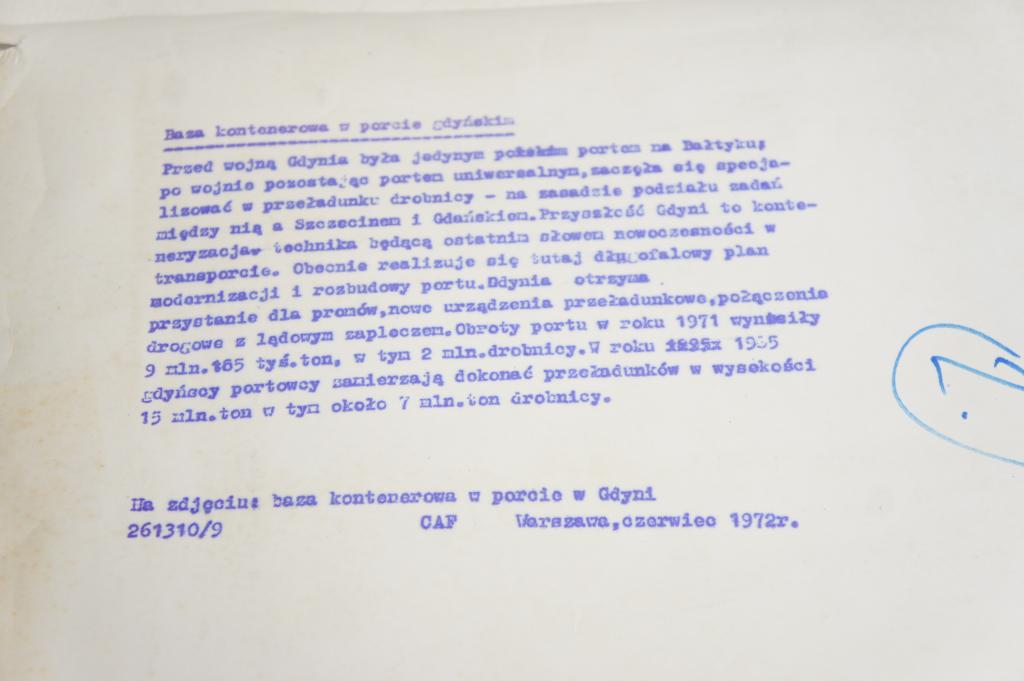 Baza kontenerowa w porcie gdyńskim
Przed wojną Gdynia była jedynym polskim portem na Bałtyku;
po wojnie pozostając portem uniwersalnym,zaczęła się specja-
lizować w przeładunku drobnicy - na zasadzie podziału zadań
między nią a Szczecinem i Gdańskiem.Przyszłość Gdyni to konte-
neryzacja- technika będąca ostatnim słowem nowoczesności w
transporcie. Obecnie realizuje się tutaj długofalowy plan
modernizacji i rozbudowy portu.Gdynia otrzyma
przystanie dla promów,nowe urządzenia przeładunkowe,połączenia
drogowe z lądowym zapleczem.Obroty portu w roku 1971 wynosiły
9 mln.165 tyś.ton, w tym 2 mln.drobnicy.W roku 1985
gdyńscy portowcy zamierzają dokonać przeładunków w wysokości
15 mln.ton w tym około 7 mln.ton drobnicy.
Na zdjęciu: baza kontenerowa w porcie w Gdyni
261310/9 CAF Warszawa,czerwiec 1972r.